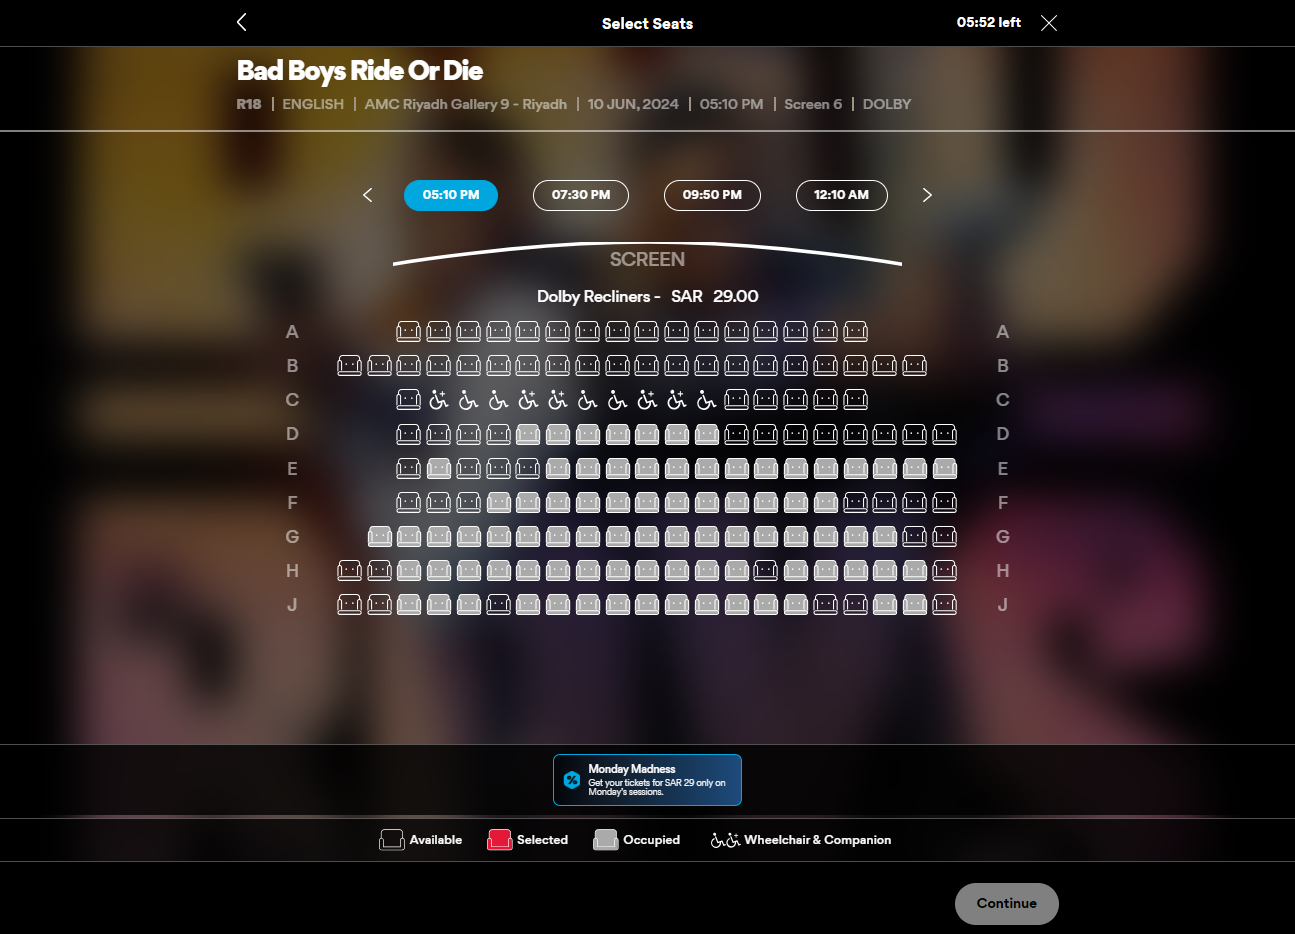 Select Seats
05:52 left
Bad Boys Ride Or Die
R18 | ENGLISH | AMC Riyadh Gallery 9 - Riyadh | 10 JUN, 2024 | 05:10 PM | Screen 6 | DOLBY
05:10 PM 07:30 PM 09:50 PM 12:10 AM
SCREEN
Dolby Recliners - SAR 29.00
A A
B B
C C
D D
E E
F F
G G
H H
J J
Monday Madness
Get your tickets for SAR 29 only on
Monday's sessions.
Available Selected Occupied Wheelchair & Companion
Continue